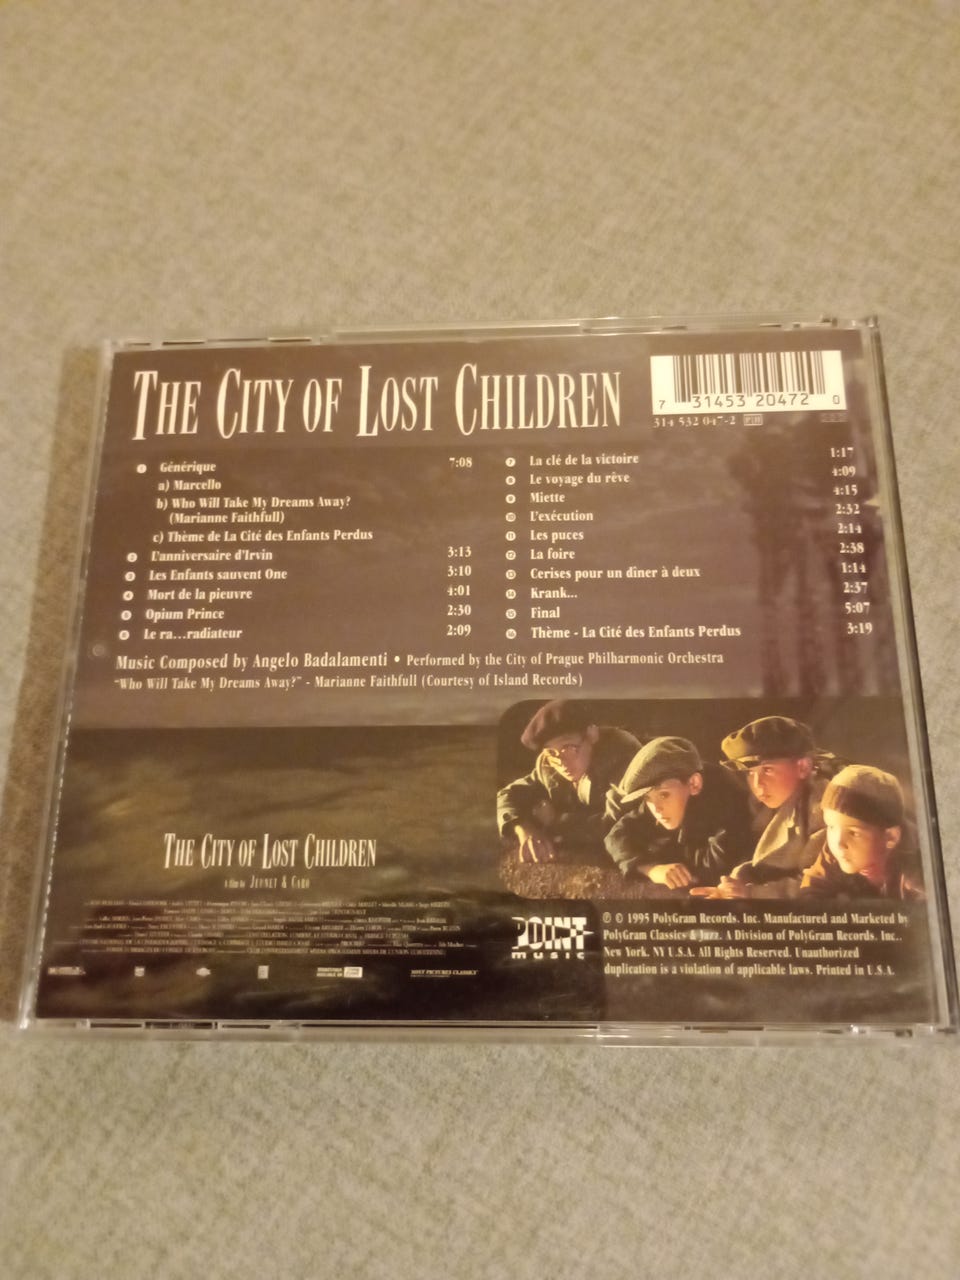 THE CITY OF LOST CHILDREN
7 31453 20472 0
314 532 047-2
1 Générique 7:08
a) Marcello
b) Who Will Take My Dreams Away?
(Marianne Faithfull)
c) Thème de La Cité des Enfants Perdus
2 L'anniversaire d'Irvin 3:13
3 Les Enfants sauvent One 3:10
4 Mort de la pieuvre 4:01
5 Opium Prince 2:30
6 Le ra...radiateur 2:09
7 La clé de la victoire 1:17
8 Le voyage du rêve 4:09
9 Miette 4:15
10 L'exécution 2:32
11 Les puces 2:14
12 La foire 2:38
13 Cerises pour un dîner à deux 1:14
14 Krank... 2:37
15 Final 5:07
16 Thème - La Cité des Enfants Perdus 3:19
Music Composed by Angelo Badalamenti • Performed by the City of Prague Philharmonic Orchestra
"Who Will Take My Dreams Away?" - Marianne Faithfull (Courtesy of Island Records)
THE CITY OF LOST CHILDREN
A film by JEUNET & CARO
SONY PICTURES CLASSICS
POINT
MUSIC
℗ © 1995 PolyGram Records, Inc. Manufactured and Marketed by
PolyGram Classics & Jazz, A Division of PolyGram Records, Inc.,
New York, NY U.S.A. All Rights Reserved. Unauthorized
duplication is a violation of applicable laws. Printed in U.S.A.